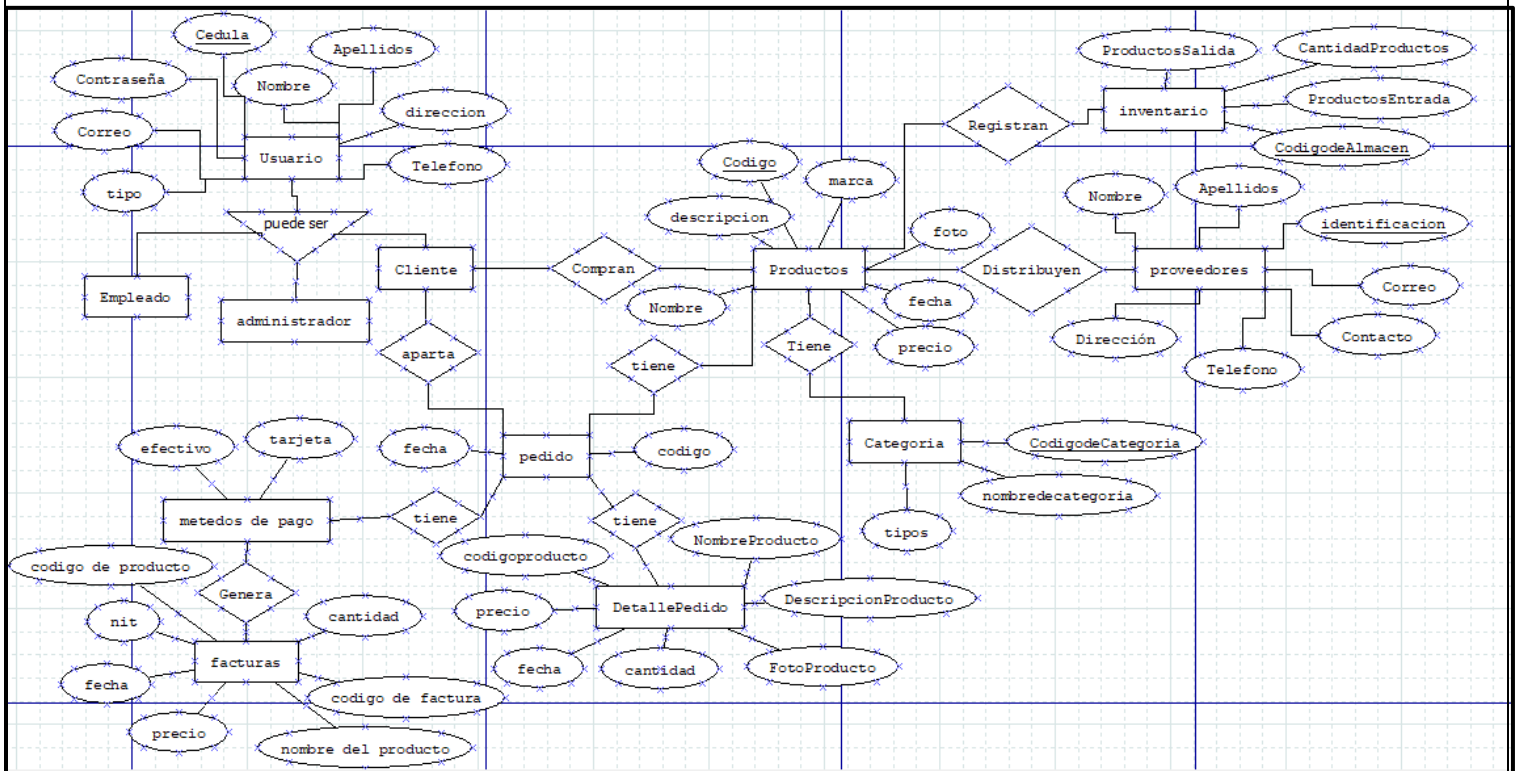 Cedula
Apellidos
Contraseña
Nombre
direccion
Correo
Usuario
Telefono
tipo
puede ser
Empleado
administrador
Cliente
Compran
aparta
ProductosSalida
CantidadProductos
Registran
inventario
ProductosEntrada
CodigodeAlmacen
Codigo
marca
descripcion
foto
Productos
Nombre
fecha
precio
Distribuyen
Nombre
Apellidos
identificacion
proveedores
Correo
Contacto
Dirección
Telefono
tiene
Tiene
Categoria
CodigodeCategoria
nombredecategoria
tipos
efectivo
tarjeta
fecha
pedido
codigo
metedos de pago
tiene
tiene
codigo de producto
Genera
nit
cantidad
facturas
fecha
codigo de factura
precio
nombre del producto
codigoproducto
NombreProducto
precio
DetallePedido
DescripcionProducto
fecha
cantidad
FotoProducto